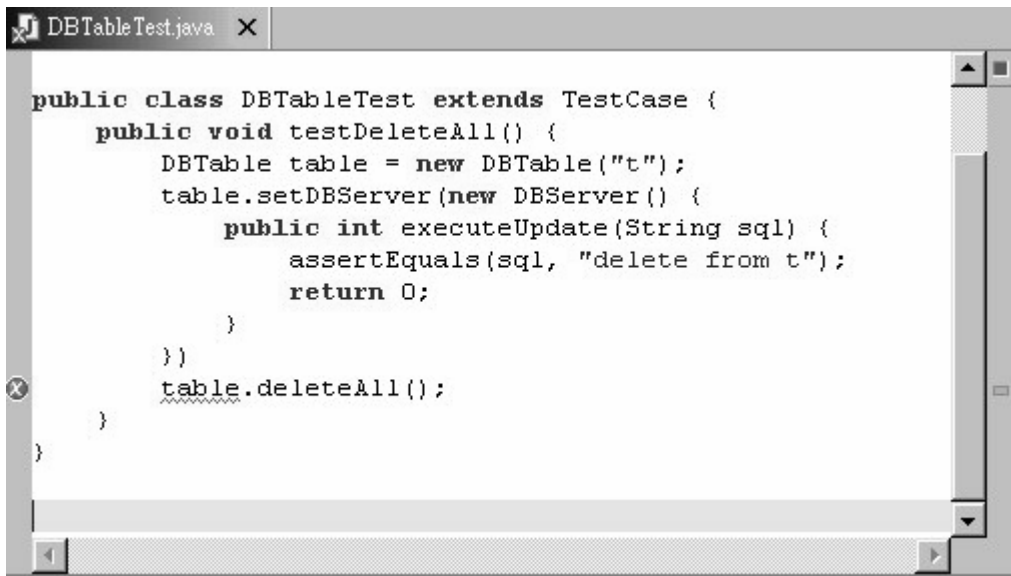 DBTableTest.java
public class DBTableTest extends TestCase {
    public void testDeleteAll() {
        DBTable table = new DBTable("t");
        table.setDBServer(new DBServer() {
            public int executeUpdate(String sql) {
                assertEquals(sql, "delete from t");
                return 0;
            }
        })
        table.deleteAll();
    }
}